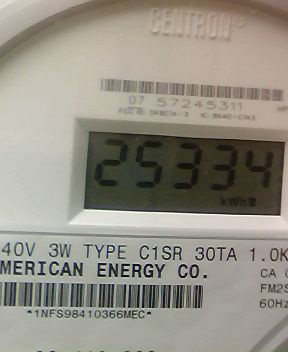 CENTRON
07 57245311
25334
kWh
40V 3W TYPE C1SR 30TA 1.0K
MERICAN ENERGY CO.
CA
FM2S
60Hz
*1NFS98410366MEC*